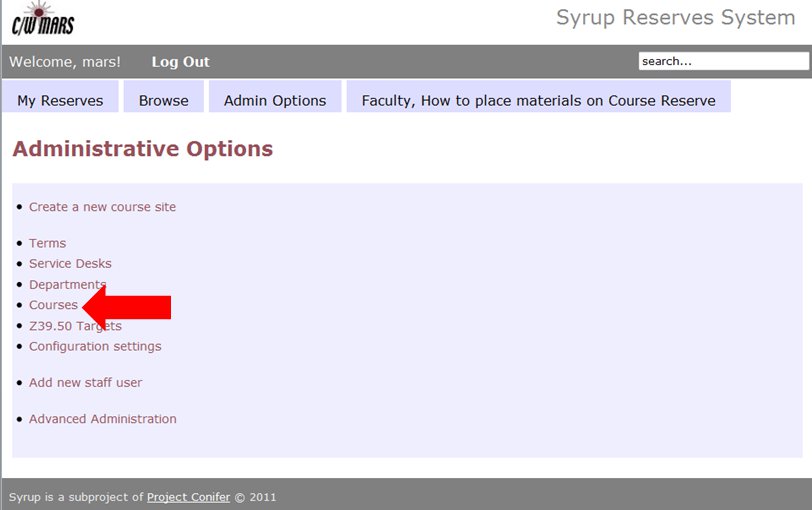 C/W MARS
Syrup Reserves System
Welcome, mars! Log Out search...
My Reserves Browse Admin Options Faculty, How to place materials on Course Reserve
Administrative Options
Create a new course site
Terms
Service Desks
Departments
Courses
Z39.50 Targets
Configuration settings
Add new staff user
Advanced Administration
Syrup is a subproject of Project Conifer © 2011